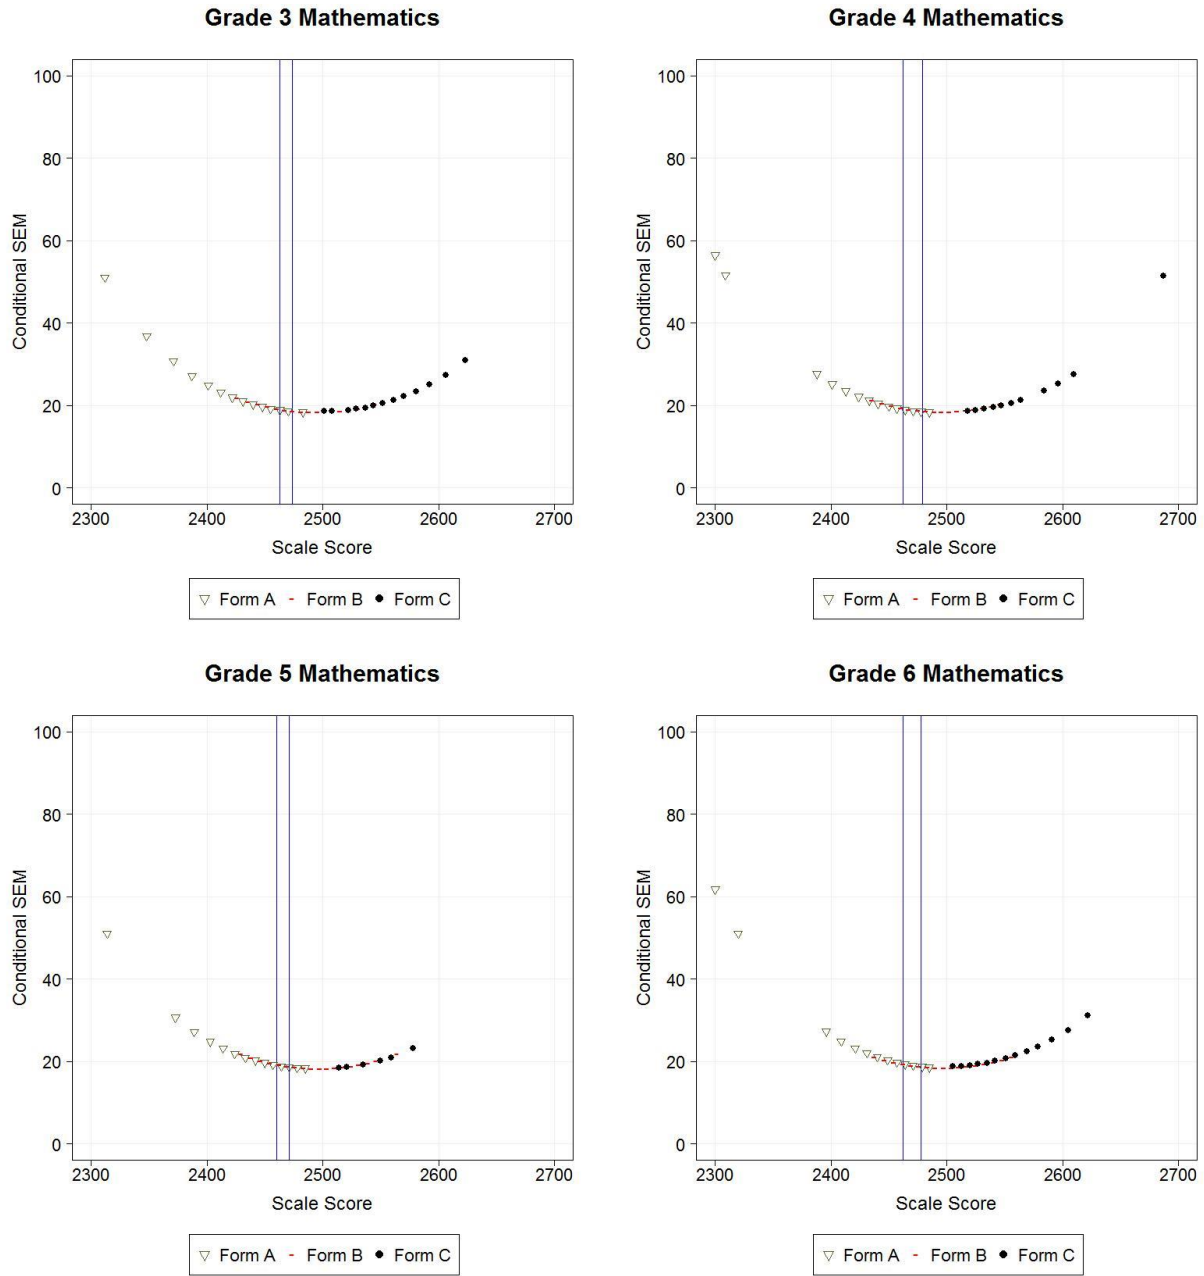 Grade 3 Mathematics
Grade 4 Mathematics
100
80
60
40
20
0
Conditional SEM
2300 2400 2500 2600 2700
Scale Score
Form A Form B Form C
100
80
60
40
20
0
Conditional SEM
2300 2400 2500 2600 2700
Scale Score
Form A Form B Form C
Grade 5 Mathematics
Grade 6 Mathematics
100
80
60
40
20
0
Conditional SEM
2300 2400 2500 2600 2700
Scale Score
Form A Form B Form C
100
80
60
40
20
0
Conditional SEM
2300 2400 2500 2600 2700
Scale Score
Form A Form B Form C